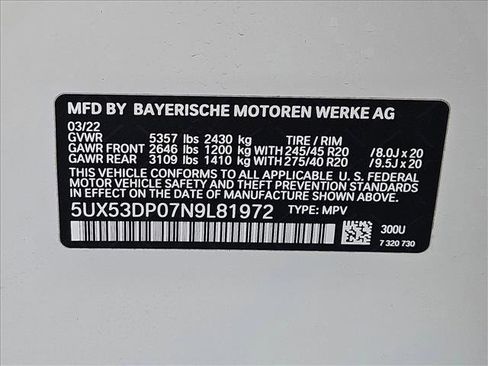 MFD BY BAYERISCHE MOTOREN WERKE AG
03/22
GVWR 5357 lbs 2430 kg TIRE / RIM
GAWR FRONT 2646 lbs 1200 kg 245/45 R20 /8.0J x 20
GAWR REAR 3109 lbs 1410 kg 275/40 R20 /9.5J x 20
THIS VEHICLE CONFORMS TO ALL APPLICABLE U. S. FEDERAL
MOTOR VEHICLE SAFETY AND THEFT PREVENTION STANDARDS
IN EFFECT ON THE DATE OF MANUFACTURE SHOWN ABOVE.
5UX53DP07N9L81972 TYPE: MPV
300U
7 320 730